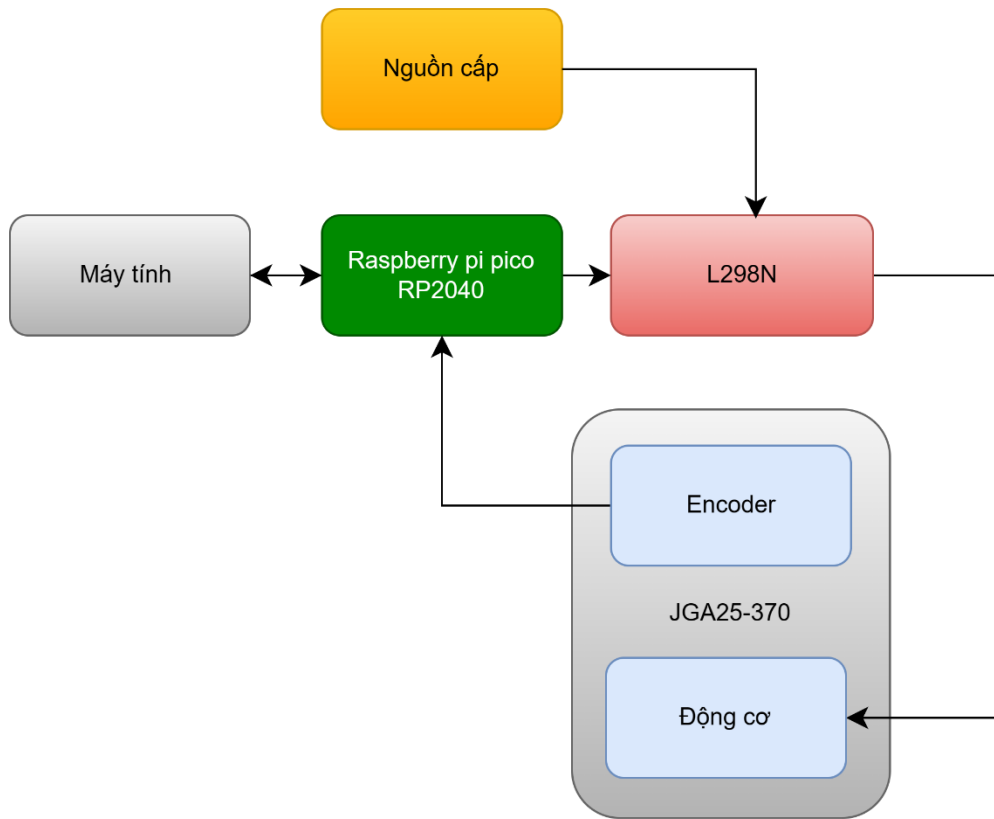 Nguồn cấp
Máy tính
Raspberry pi pico
RP2040
L298N
Encoder
JGA25-370
Động cơ